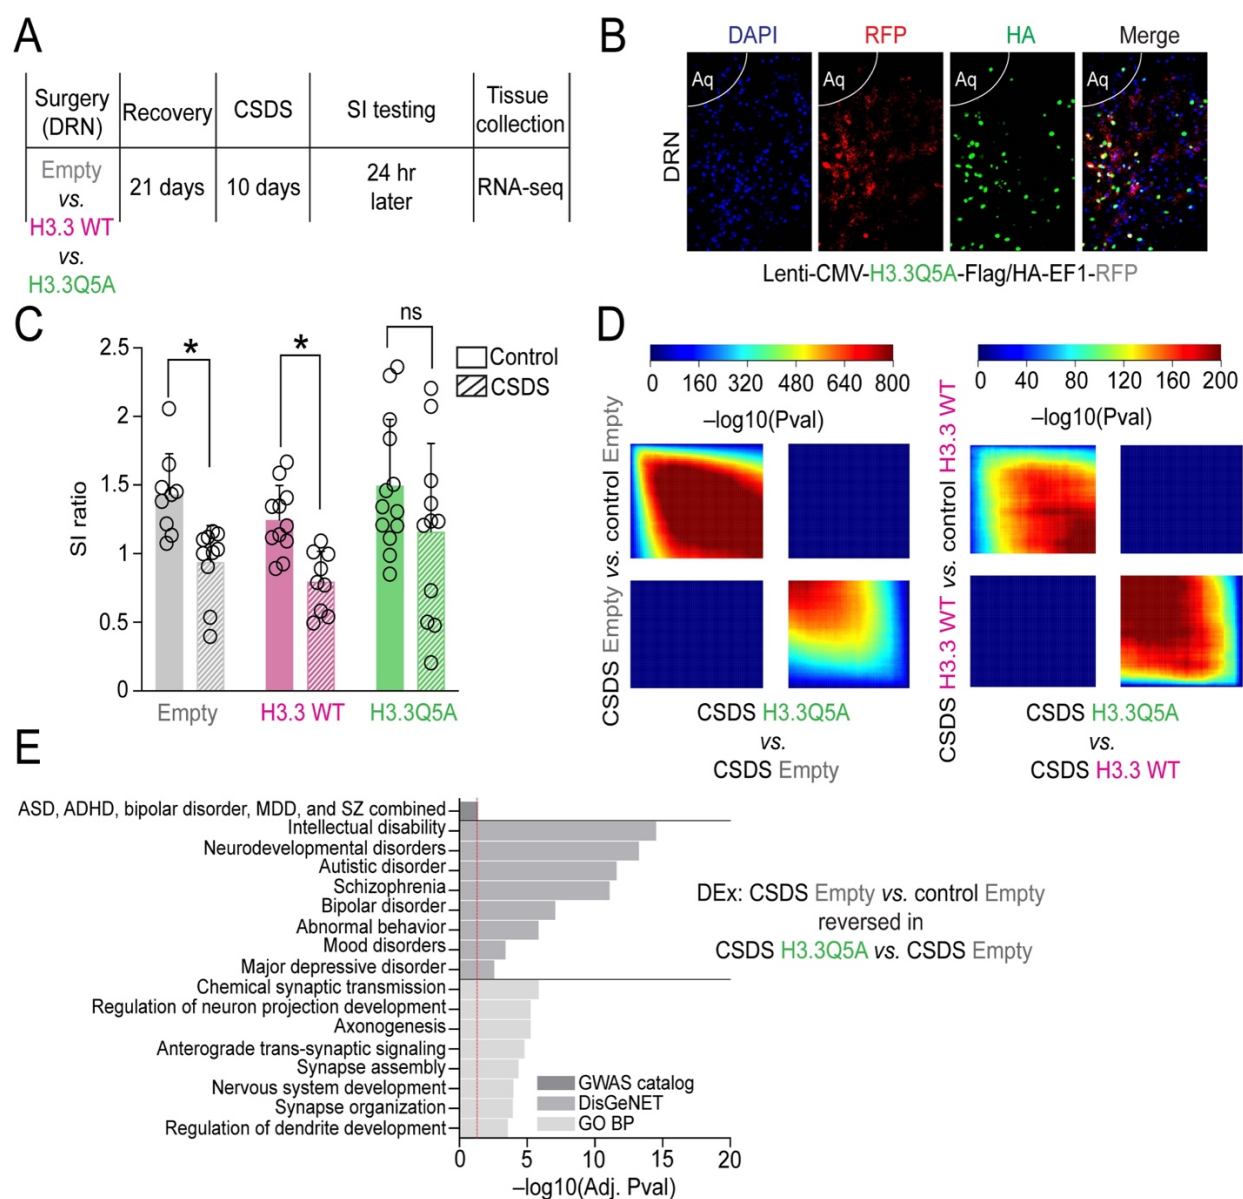 A
Surgery
(DRN)
Recovery
CSDS
SI testing
Tissue
collection
Empty
vs.
H3.3 WT
vs.
H3.3Q5A
21 days
10 days
24 hr
later
RNA-seq
B
DAPI
RFP
HA
Merge
DRN
Aq
Aq
Aq
Aq
Lenti-CMV-H3.3Q5A-Flag/HA-EF1-RFP
C
SI ratio
2.5
2
1.5
1
0.5
0
*
*
ns
Control
CSDS
Empty
H3.3 WT
H3.3Q5A
D
0 160 320 480 640 800
–log10(Pval)
CSDS Empty vs. control Empty
CSDS H3.3Q5A
vs.
CSDS Empty
0 40 80 120 160 200
–log10(Pval)
CSDS H3.3 WT vs. control H3.3 WT
CSDS H3.3Q5A
vs.
CSDS H3.3 WT
E
ASD, ADHD, bipolar disorder, MDD, and SZ combined
Intellectual disability
Neurodevelopmental disorders
Autistic disorder
Schizophrenia
Bipolar disorder
Abnormal behavior
Mood disorders
Major depressive disorder
Chemical synaptic transmission
Regulation of neuron projection development
Axonogenesis
Anterograde trans-synaptic signaling
Synapse assembly
Nervous system development
Synapse organization
Regulation of dendrite development
GWAS catalog
DisGeNET
GO BP
0 5 10 15 20
–log10(Adj. Pval)
DEx: CSDS Empty vs. control Empty
reversed in
CSDS H3.3Q5A vs. CSDS Empty